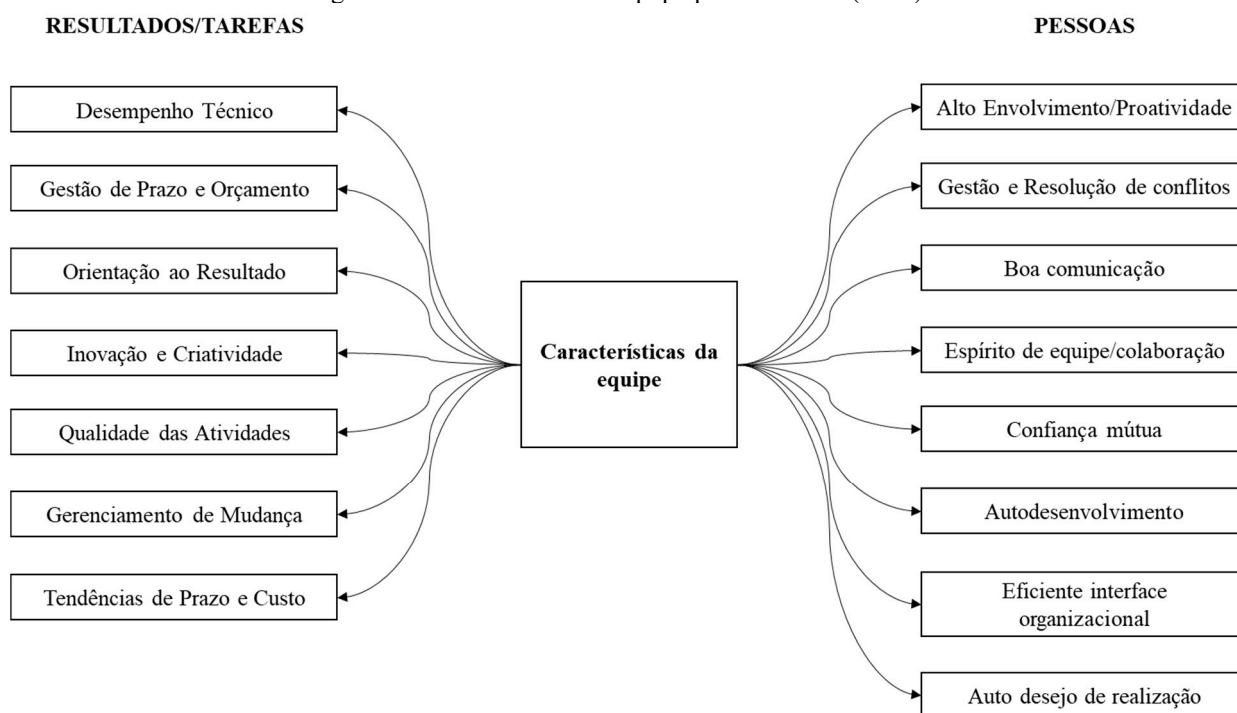 RESULTADOS/TAREFAS
Desempenho Técnico
Gestão de Prazo e Orçamento
Orientação ao Resultado
Inovação e Criatividade
Qualidade das Atividades
Gerenciamento de Mudança
Tendências de Prazo e Custo
Características da
equipe
PESSOAS
Alto Envolvimento/Proatividade
Gestão e Resolução de conflitos
Boa comunicação
Espírito de equipe/colaboração
Confiança mútua
Autodesenvolvimento
Eficiente interface
organizacional
Auto desejo de realização